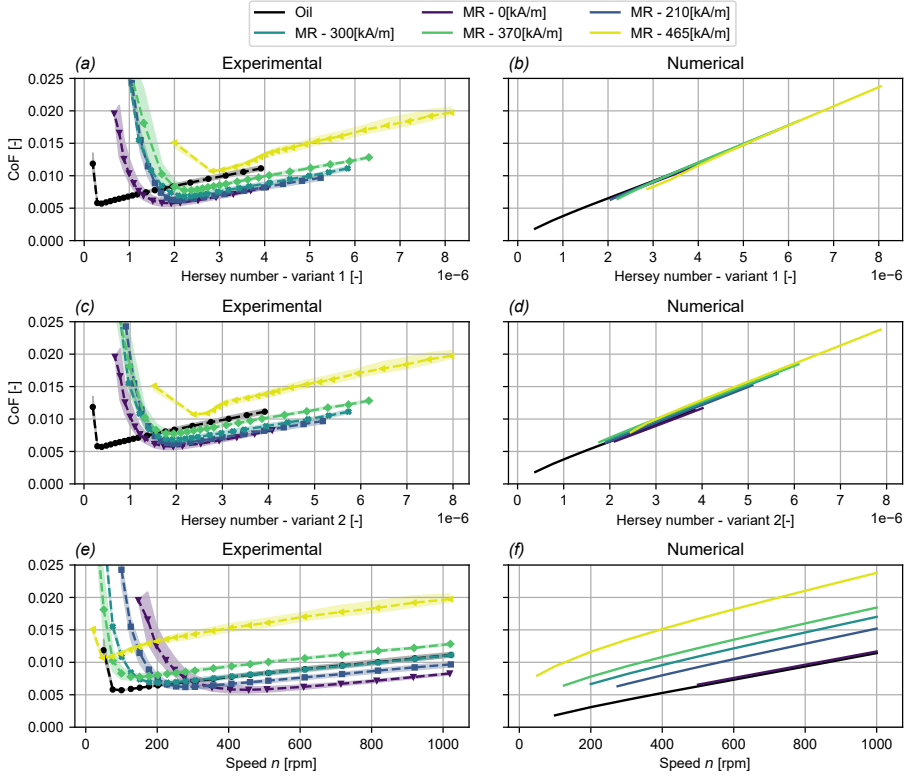 Oil MR - 0[kA/m] MR - 210[kA/m]
MR - 300[kA/m] MR - 370[kA/m] MR - 465[kA/m]
(a) Experimental
0.025
0.020
0.015
0.010
0.005
0.000
CoF [-]
0 1 2 3 4 5 6 7 8
Hersey number - variant 1 [-] 1e−6
(b) Numerical
0 1 2 3 4 5 6 7 8
Hersey number - variant 1 [-] 1e−6
(c) Experimental
0.025
0.020
0.015
0.010
0.005
0.000
CoF [-]
0 1 2 3 4 5 6 7 8
Hersey number - variant 2 [-] 1e−6
(d) Numerical
0 1 2 3 4 5 6 7 8
Hersey number - variant 2[-] 1e−6
(e) Experimental
0.025
0.020
0.015
0.010
0.005
0.000
CoF [-]
0 200 400 600 800 1000
Speed n [rpm]
(f) Numerical
0 200 400 600 800 1000
Speed n [rpm]